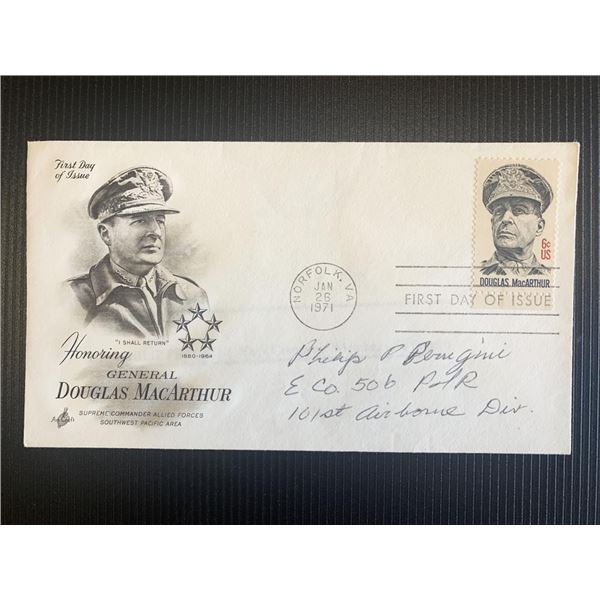 First Day
of Issue
"I SHALL RETURN"
1880-1964
Honoring
GENERAL
DOUGLAS MACARTHUR
SUPREME COMMANDER ALLIED FORCES
SOUTHWEST PACIFIC AREA
ArtCraft
NORFOLK, VA
JAN
26
1971
6c
US
DOUGLAS MACARTHUR
FIRST DAY OF ISSUE
Philip P Perugini
E Co. 506 PIR
101st Airborne Div.